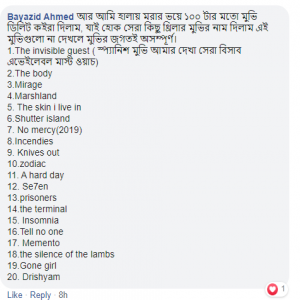 Bayazid Ahmed আর আমি হালায় মরার ভয়ে ১০০ টার মতো মুভি
ডিলিট কইরা দিলাম, যাই হোক সেরা কিছু থ্রিলার মুভির নাম দিলাম এই
মুভিগুলো না দেখলে মুভির জগতই অসম্পূর্ণ।
1.The invisible guest ( স্প্যানিশ মুভি আমার দেখা সেরা বিসাব
এভেইলেবল মাস্ট ওয়াচ)
2.The body
3.Mirage
4.Marshland
5. The skin i live in
6.Shutter island
7. No mercy(2019)
8.Incendies
9. Knives out
10.zodiac
11. A hard day
12. Se7en
13.prisoners
14.the terminal
15. Insomnia
16.Tell no one
17. Memento
18.the silence of the lambs
19.Gone girl
20. Drishyam
1
Like · Reply · 8h